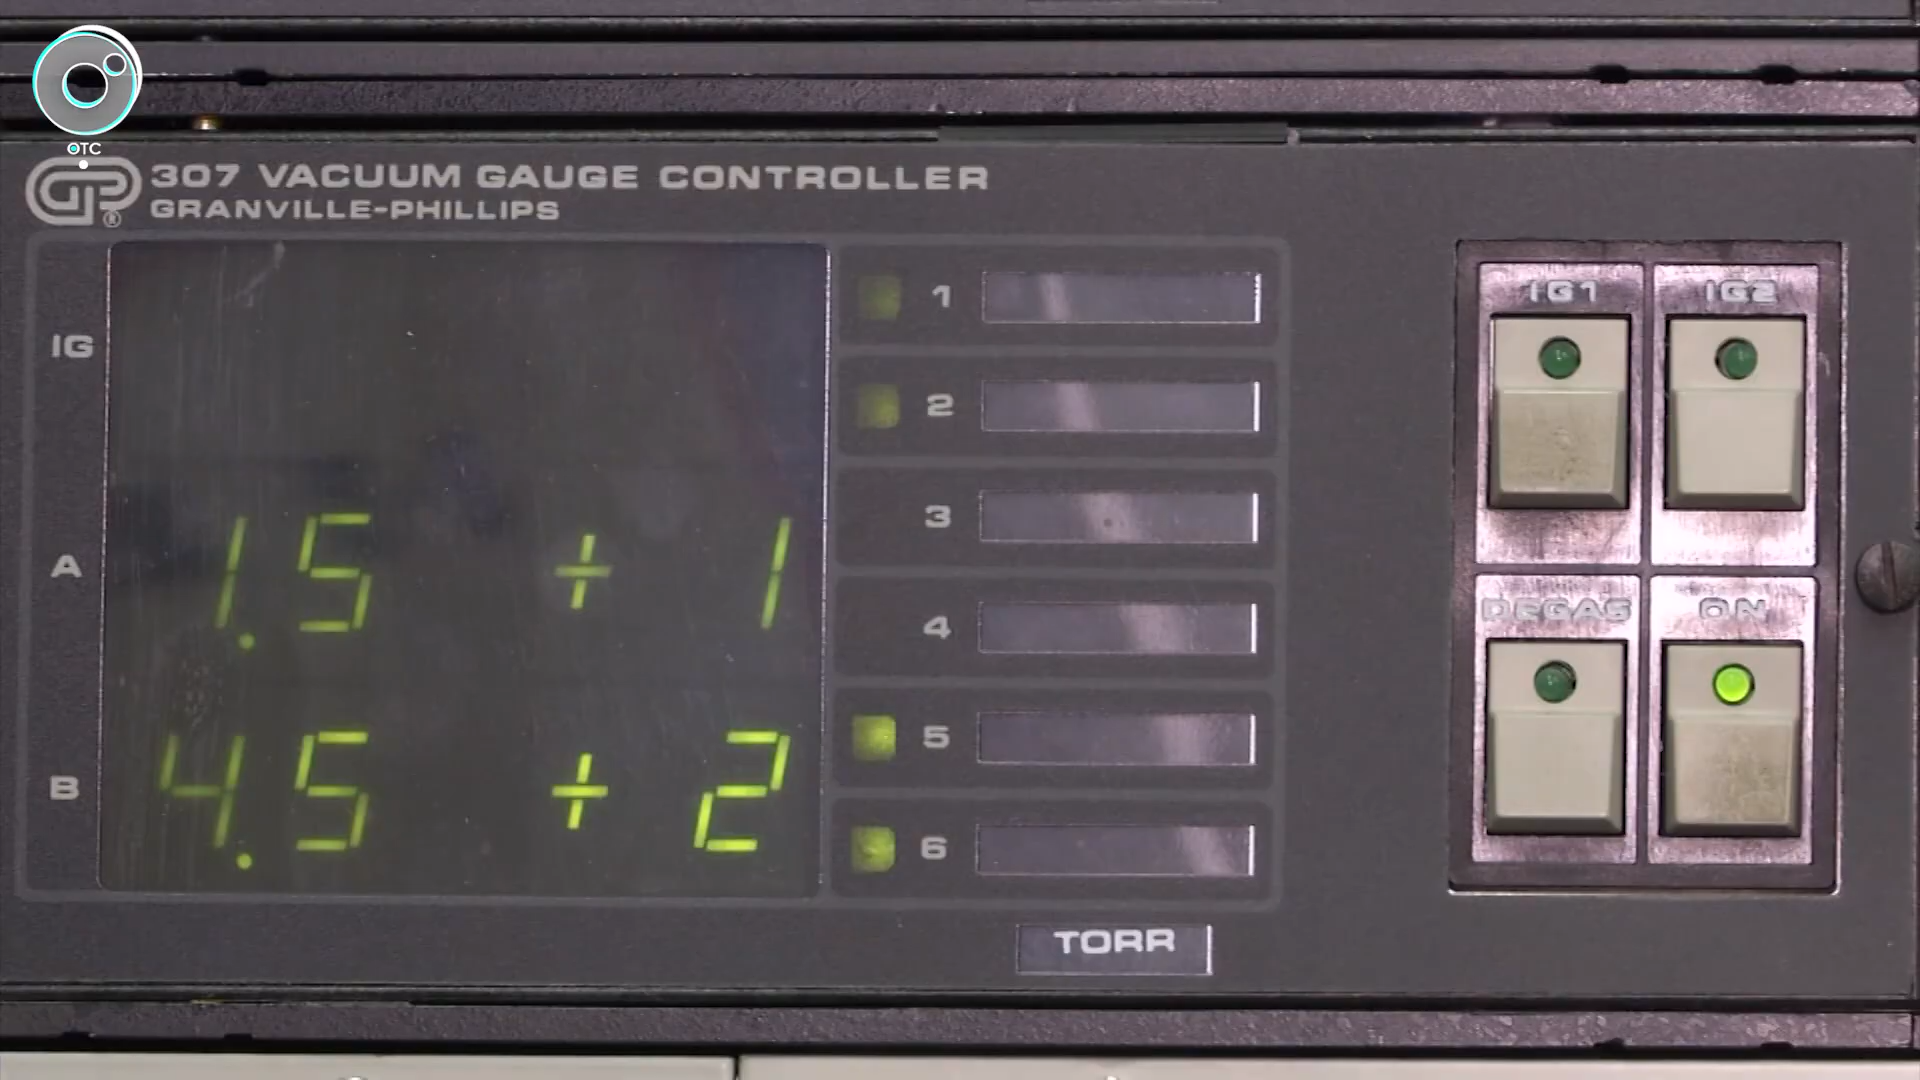 OTC
GP®
307 VACUUM GAUGE CONTROLLER
GRANVILLE-PHILLIPS
IG
A 1.5 + 1
B 4.5 + 2
1
2
3
4
5
6
TORR
IG1 IG2
DEGAS ON